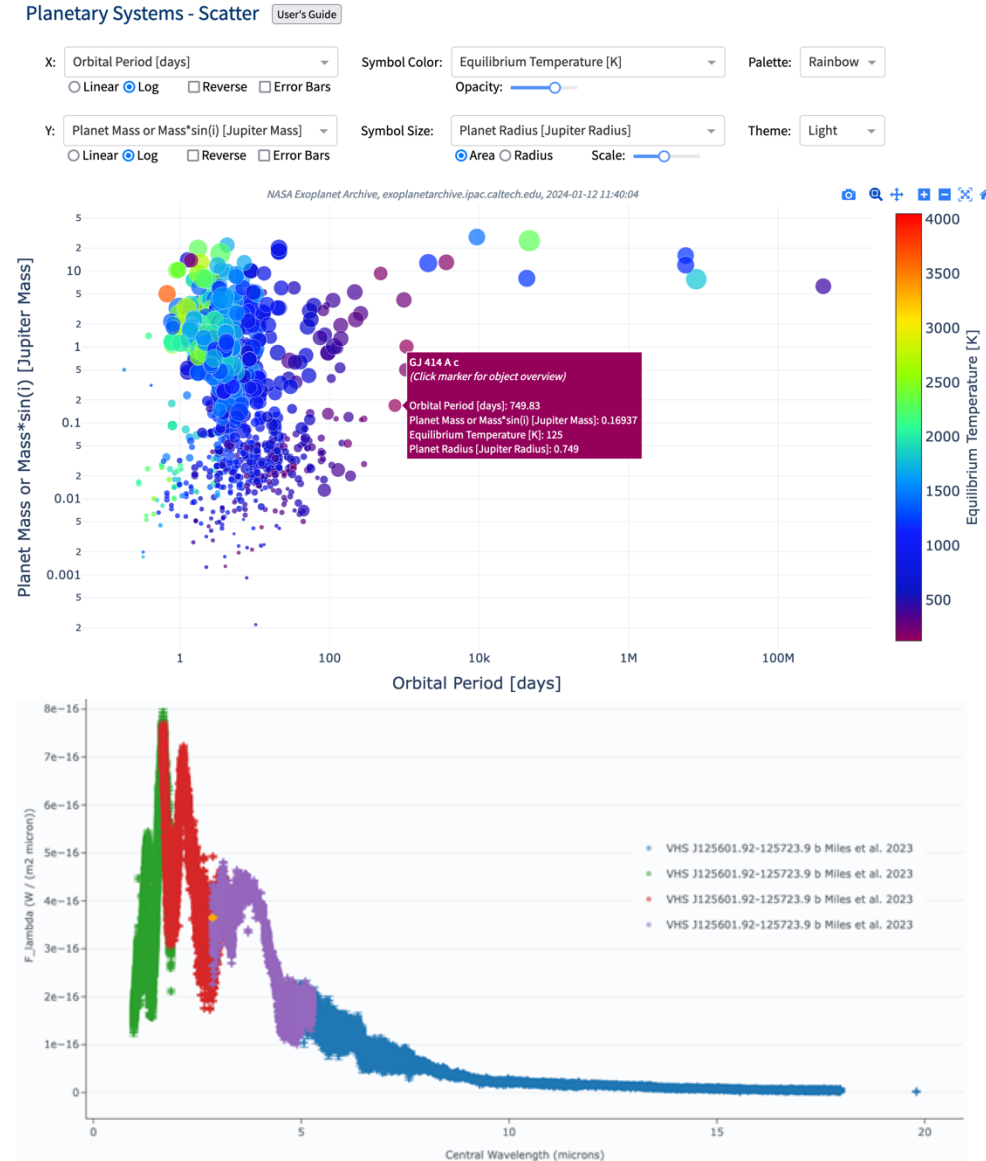 Planetary Systems - Scatter User's Guide
X: Orbital Period [days] Symbol Color: Equilibrium Temperature [K] Palette: Rainbow
Linear Log Reverse Error Bars Opacity:
Y: Planet Mass or Mass*sin(i) [Jupiter Mass] Symbol Size: Planet Radius [Jupiter Radius] Theme: Light
Linear Log Reverse Error Bars Area Radius Scale:
NASA Exoplanet Archive, exoplanetarchive.ipac.caltech.edu, 2024-01-12 11:40:04
Planet Mass or Mass*sin(i) [Jupiter Mass]
5
2
10
5
2
1
5
2
0.1
5
2
0.01
5
2
0.001
5
2
GJ 414 A c
(Click marker for object overview)
Orbital Period [days]: 749.83
Planet Mass or Mass*sin(i) [Jupiter Mass]: 0.16937
Equilibrium Temperature [K]: 125
Planet Radius [Jupiter Radius]: 0.749
4000
3500
3000
2500
2000
1500
1000
500
Equilibrium Temperature [K]
1 100 10k 1M 100M
Orbital Period [days]
F_lambda (W / (m2 micron))
8e−16
7e−16
6e−16
5e−16
4e−16
3e−16
2e−16
1e−16
0
VHS J125601.92-125723.9 b Miles et al. 2023
VHS J125601.92-125723.9 b Miles et al. 2023
VHS J125601.92-125723.9 b Miles et al. 2023
VHS J125601.92-125723.9 b Miles et al. 2023
0 5 10 15 20
Central Wavelength (microns)